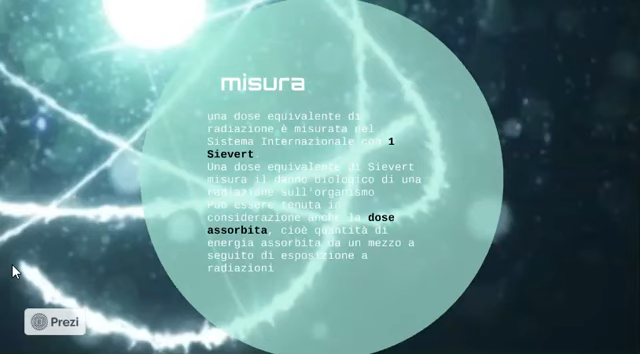 misura
una dose equivalente di
radiazione è misurata nel
Sistema Internazionale con 1
Sievert
Una dose equivalente di Sievert
misura il danno biologico di una
radiazione sull'organismo
Può essere tenuta in
considerazione anche la dose
assorbita, cioè quantità di
energia assorbita da un mezzo a
seguito di esposizione a
radiazioni
Prezi